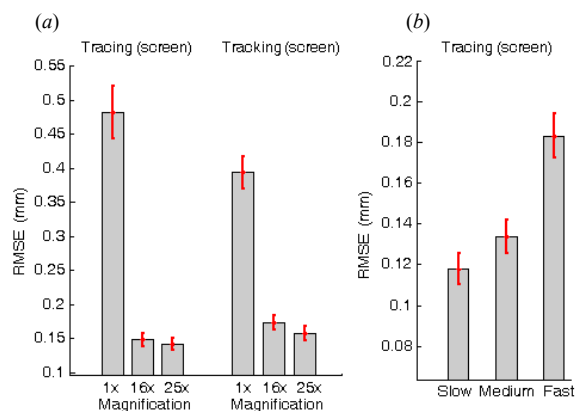 (a)
Tracing (screen) Tracking (screen)
0.55
0.5
0.45
0.4
0.35
0.3
0.25
0.2
0.15
0.1
RMSE (mm)
1x 16x 25x 1x 16x 25x
Magnification Magnification
(b)
Tracing (screen)
0.22
0.2
0.18
0.16
0.14
0.12
0.1
0.08
RMSE (mm)
Slow Medium Fast